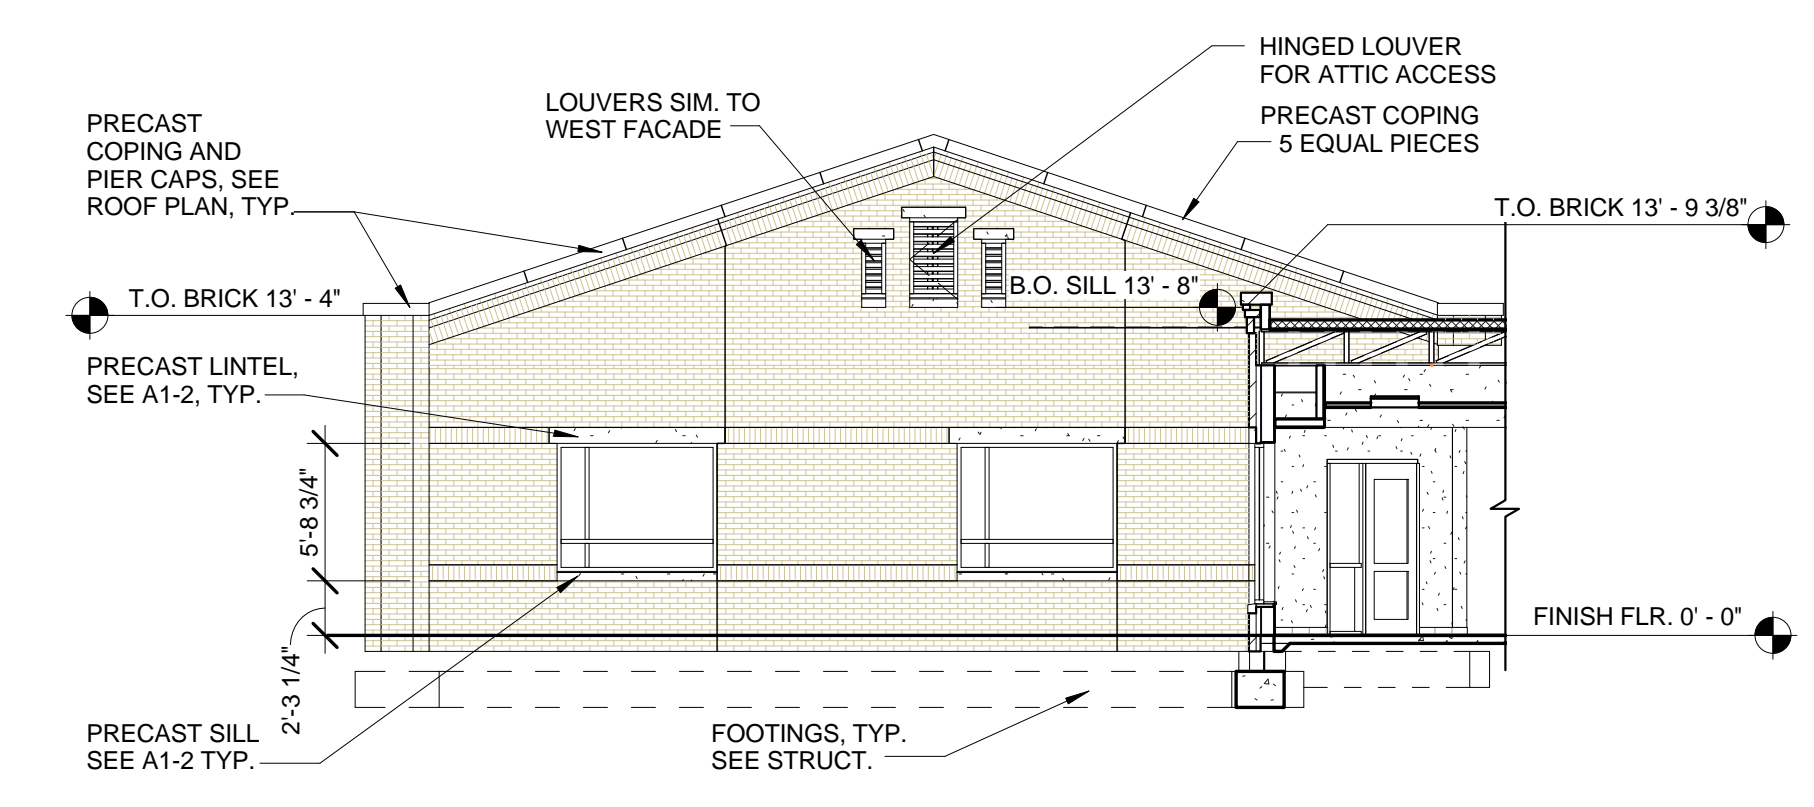 HINGED LOUVER
FOR ATTIC ACCESS
LOUVERS SIM. TO
WEST FACADE
PRECAST COPING
5 EQUAL PIECES
PRECAST
COPING AND
PIER CAPS, SEE
ROOF PLAN, TYP.
T.O. BRICK 13' - 9 3/8"
B.O. SILL 13' - 8"
T.O. BRICK 13' - 4"
PRECAST LINTEL,
SEE A1-2, TYP.
5'-8 3/4"
FINISH FLR. 0' - 0"
2'-3 1/4"
PRECAST SILL
SEE A1-2 TYP.
FOOTINGS, TYP.
SEE STRUCT.